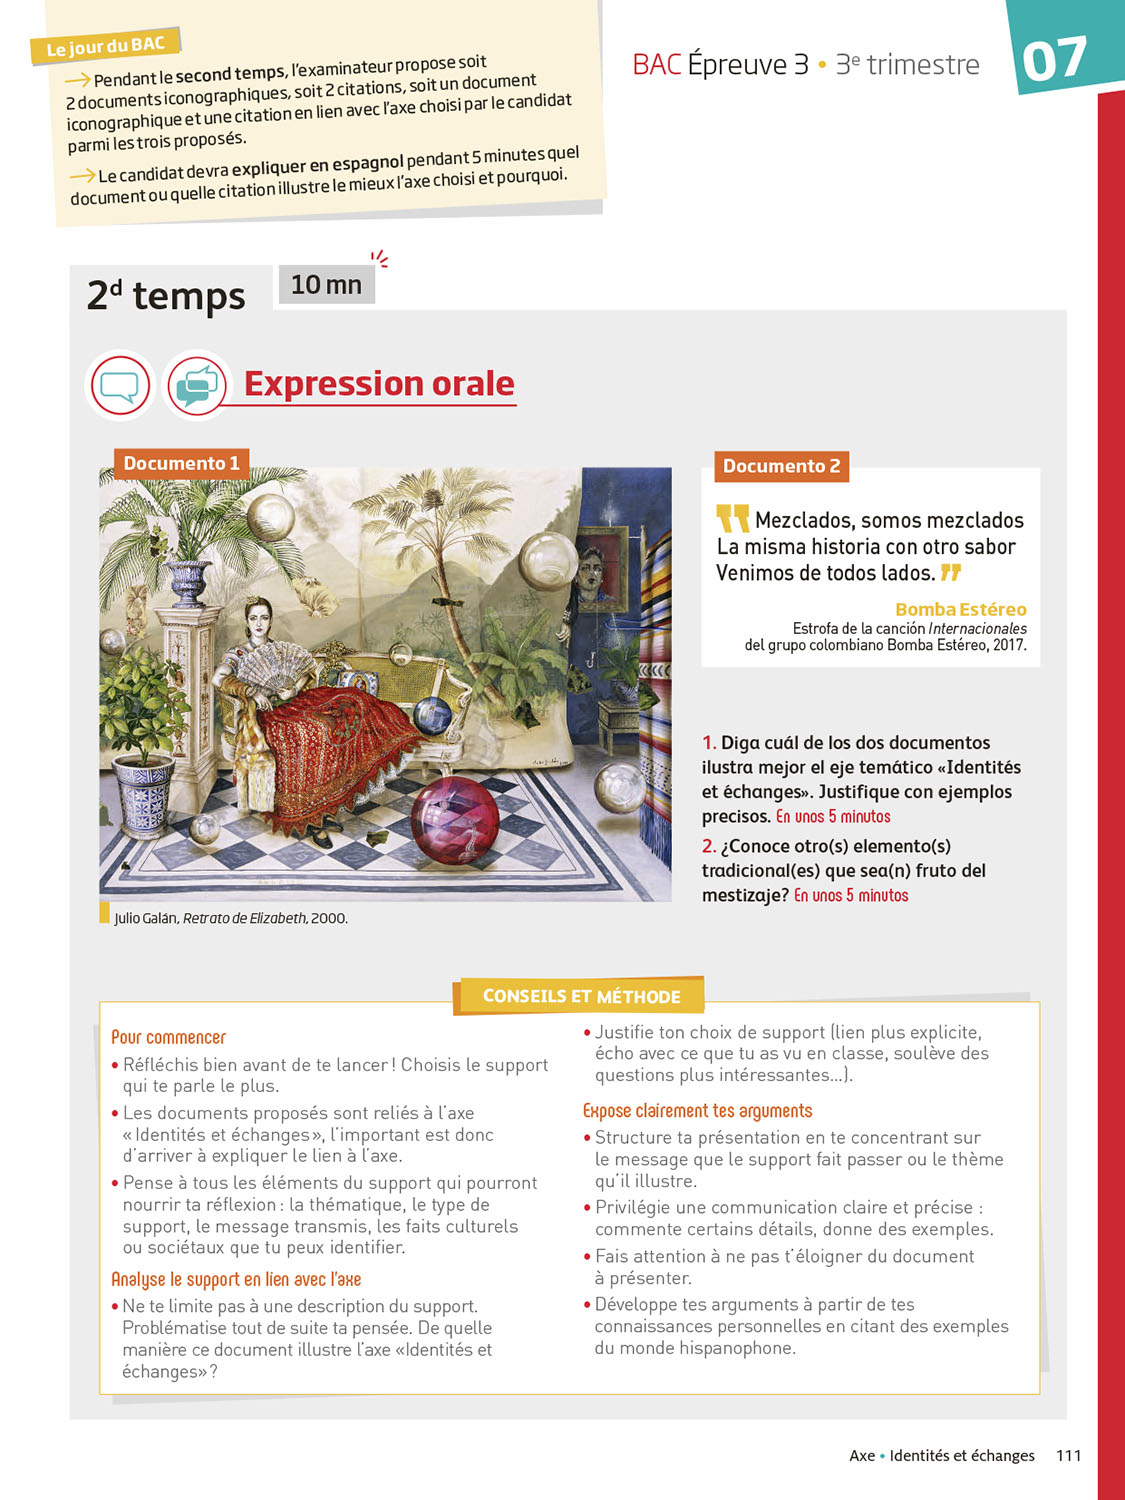 Le jour du BAC
Pendant le second temps, l'examinateur propose soit
2 documents iconographiques, soit 2 citations, soit un document
iconographique et une citation en lien avec l'axe choisi par le candidat
parmi les trois proposés.
Le candidat devra expliquer en espagnol pendant 5 minutes quel
document ou quelle citation illustre le mieux l'axe choisi et pourquoi.
BAC Épreuve 3 • 3e trimestre
07
2d temps
10 mn
Expression orale
Documento 1
Julio Galán, Retrato de Elizabeth, 2000.
Documento 2
Mezclados, somos mezclados
La misma historia con otro sabor
Venimos de todos lados.
Bomba Estéreo
Estrofa de la canción Internacionales
del grupo colombiano Bomba Estéreo, 2017.
1. Diga cuál de los dos documentos
ilustra mejor el eje temático «Identités
et échanges». Justifique con ejemplos
precisos. En unos 5 minutos
2. ¿Conoce otro(s) elemento(s)
tradicional(es) que sea(n) fruto del
mestizaje? En unos 5 minutos
CONSEILS ET MÉTHODE
Pour commencer
• Réfléchis bien avant de te lancer ! Choisis le support
qui te parle le plus.
• Les documents proposés sont reliés à l'axe
« Identités et échanges », l'important est donc
d'arriver à expliquer le lien à l'axe.
• Pense à tous les éléments du support qui pourront
nourrir ta réflexion : la thématique, le type de
support, le message transmis, les faits culturels
ou sociétaux que tu peux identifier.
Analyse le support en lien avec l'axe
• Ne te limite pas à une description du support.
Problématise tout de suite ta pensée. De quelle
manière ce document illustre l'axe «Identités et
échanges» ?
• Justifie ton choix de support (lien plus explicite,
écho avec ce que tu as vu en classe, soulève des
questions plus intéressantes…).
Expose clairement tes arguments
• Structure ta présentation en te concentrant sur
le message que le support fait passer ou le thème
qu'il illustre.
• Privilégie une communication claire et précise :
commente certains détails, donne des exemples.
• Fais attention à ne pas t'éloigner du document
à présenter.
• Développe tes arguments à partir de tes
connaissances personnelles en citant des exemples
du monde hispanophone.
Axe • Identités et échanges 111